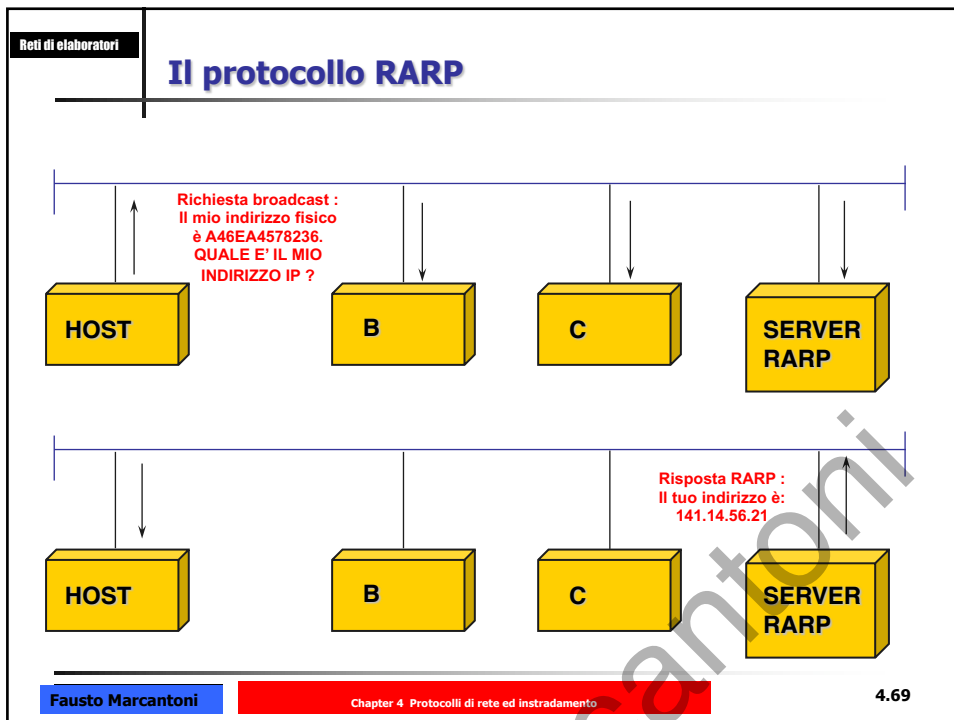 Reti di elaboratori
Il protocollo RARP
Richiesta broadcast :
Il mio indirizzo fisico
è A46EA4578236.
QUALE E' IL MIO
INDIRIZZO IP ?
HOST
B
C
SERVER
RARP
Risposta RARP :
Il tuo indirizzo è:
141.14.56.21
HOST
B
C
SERVER
RARP
antoni
Fausto Marcantoni
Chapter 4 Protocolli di rete ed instradamento
4.69